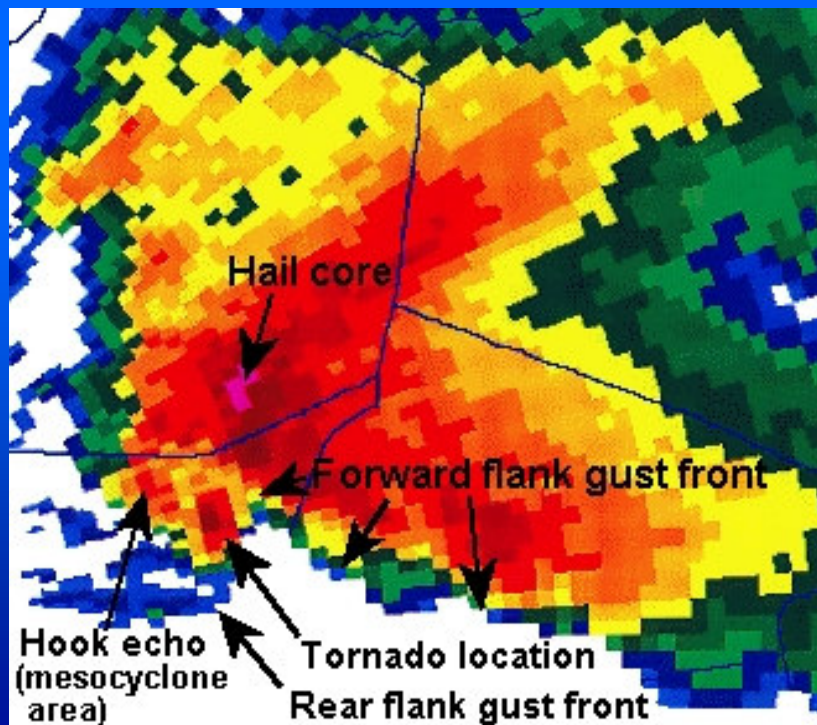 Hail core
Forward flank gust front
Hook echo
(mesocyclone
area)
Tornado location
Rear flank gust front